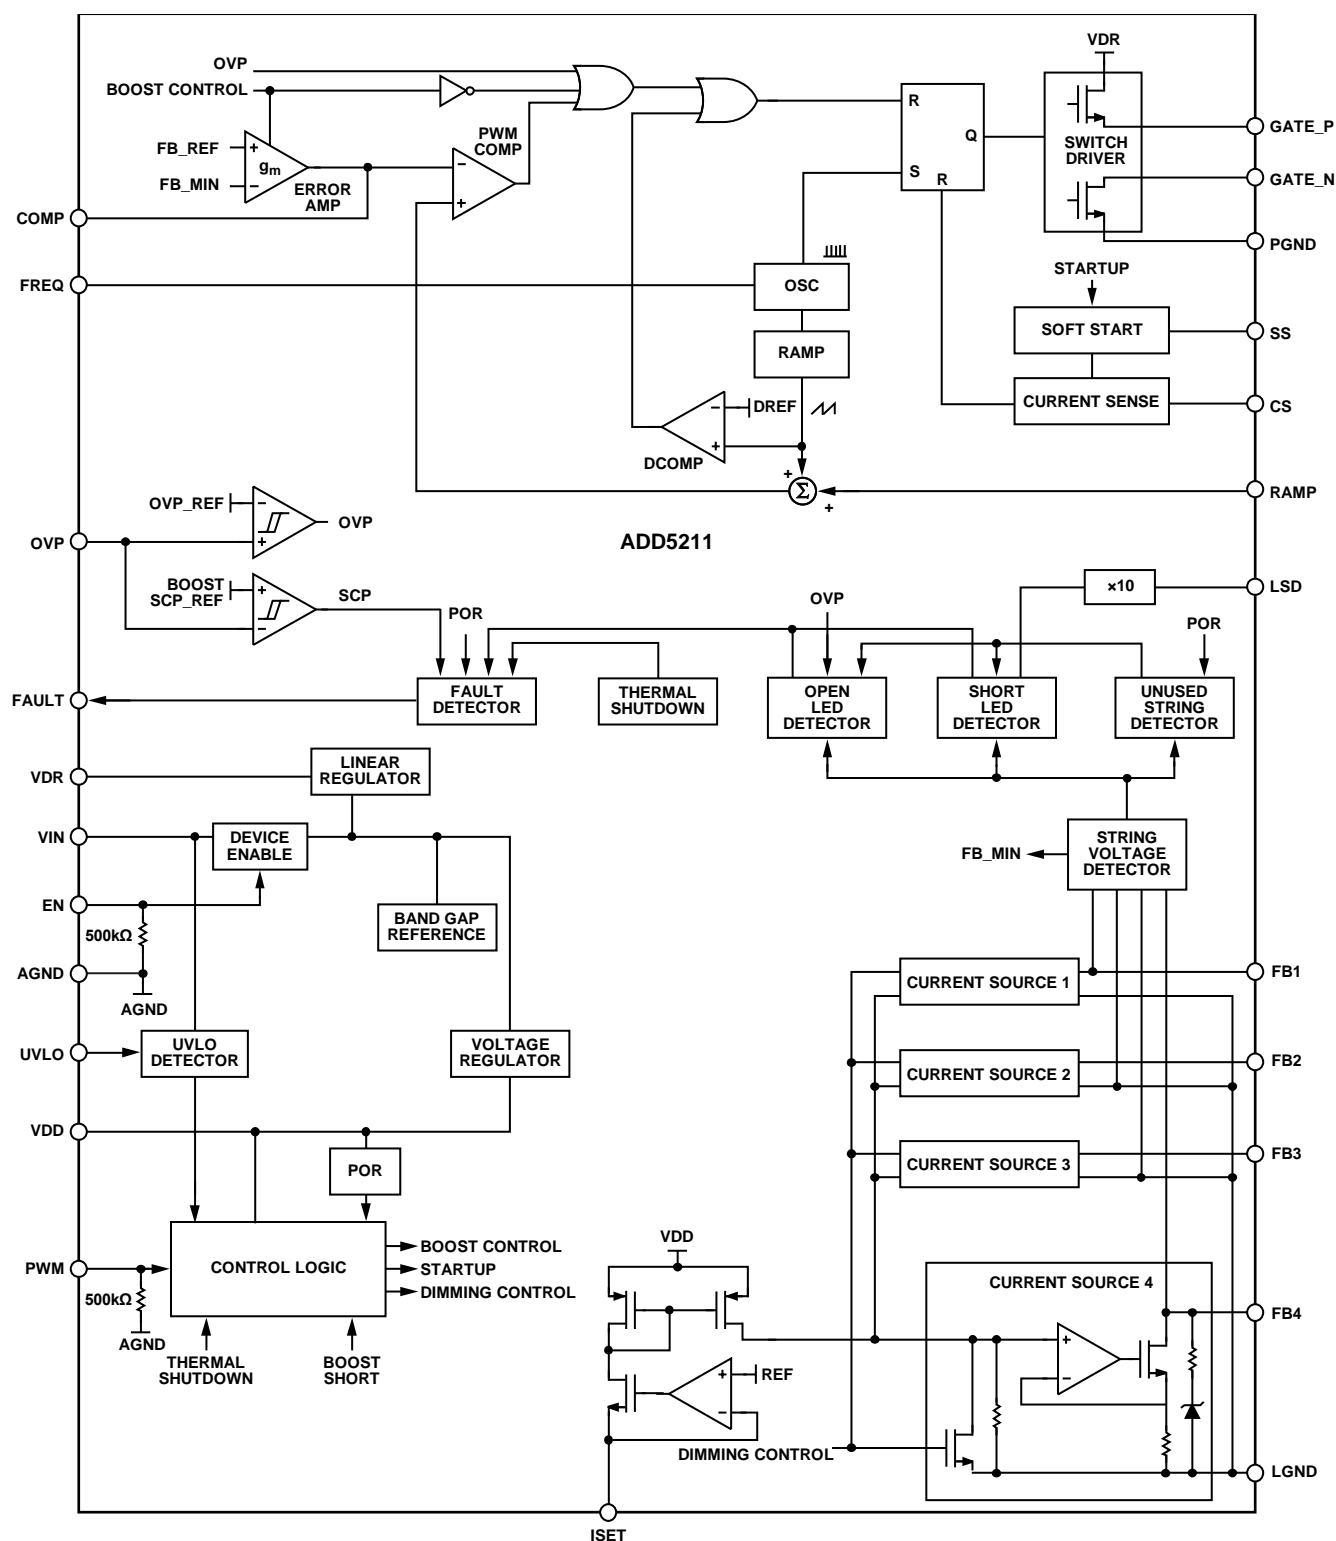 VDR
OVP
BOOST CONTROL
FB_REF
+
gm
FB_MIN
−
ERROR
AMP
PWM
COMP
−
+
R
Q
S
R
SWITCH
DRIVER
GATE_P
GATE_N
PGND
COMP
FREQ
OSC
RAMP
STARTUP
SOFT START
SS
CURRENT SENSE
CS
−
DREF
+
DCOMP
+
Σ
+
RAMP
OVP_REF
−
+
OVP
OVP
ADD5211
BOOST
SCP_REF
+
−
SCP
POR
OVP
×10
LSD
POR
FAULT
FAULT
DETECTOR
THERMAL
SHUTDOWN
OPEN
LED
DETECTOR
SHORT
LED
DETECTOR
UNUSED
STRING
DETECTOR
VDR
LINEAR
REGULATOR
VIN
DEVICE
ENABLE
FB_MIN
STRING
VOLTAGE
DETECTOR
EN
500kΩ
BAND GAP
REFERENCE
AGND
AGND
CURRENT SOURCE 1
FB1
UVLO
UVLO
DETECTOR
VOLTAGE
REGULATOR
CURRENT SOURCE 2
FB2
VDD
POR
CURRENT SOURCE 3
FB3
PWM
500kΩ
AGND
CONTROL LOGIC
BOOST CONTROL
STARTUP
DIMMING CONTROL
THERMAL
SHUTDOWN
BOOST
SHORT
VDD
CURRENT SOURCE 4
FB4
+
−
+
REF
−
DIMMING CONTROL
LGND
ISET